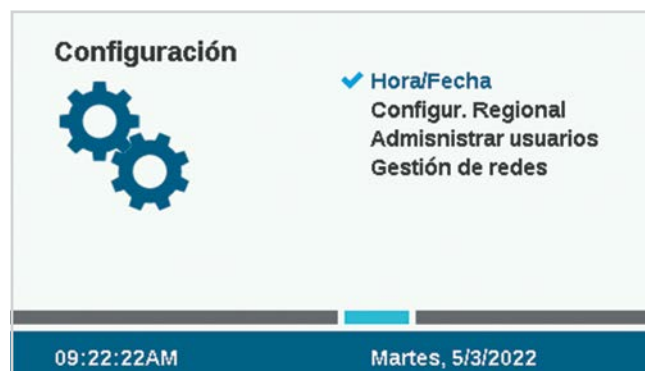 Configuración
Hora/Fecha
Configur. Regional
Admisnistrar usuarios
Gestión de redes
09:22:22AM
Martes, 5/3/2022